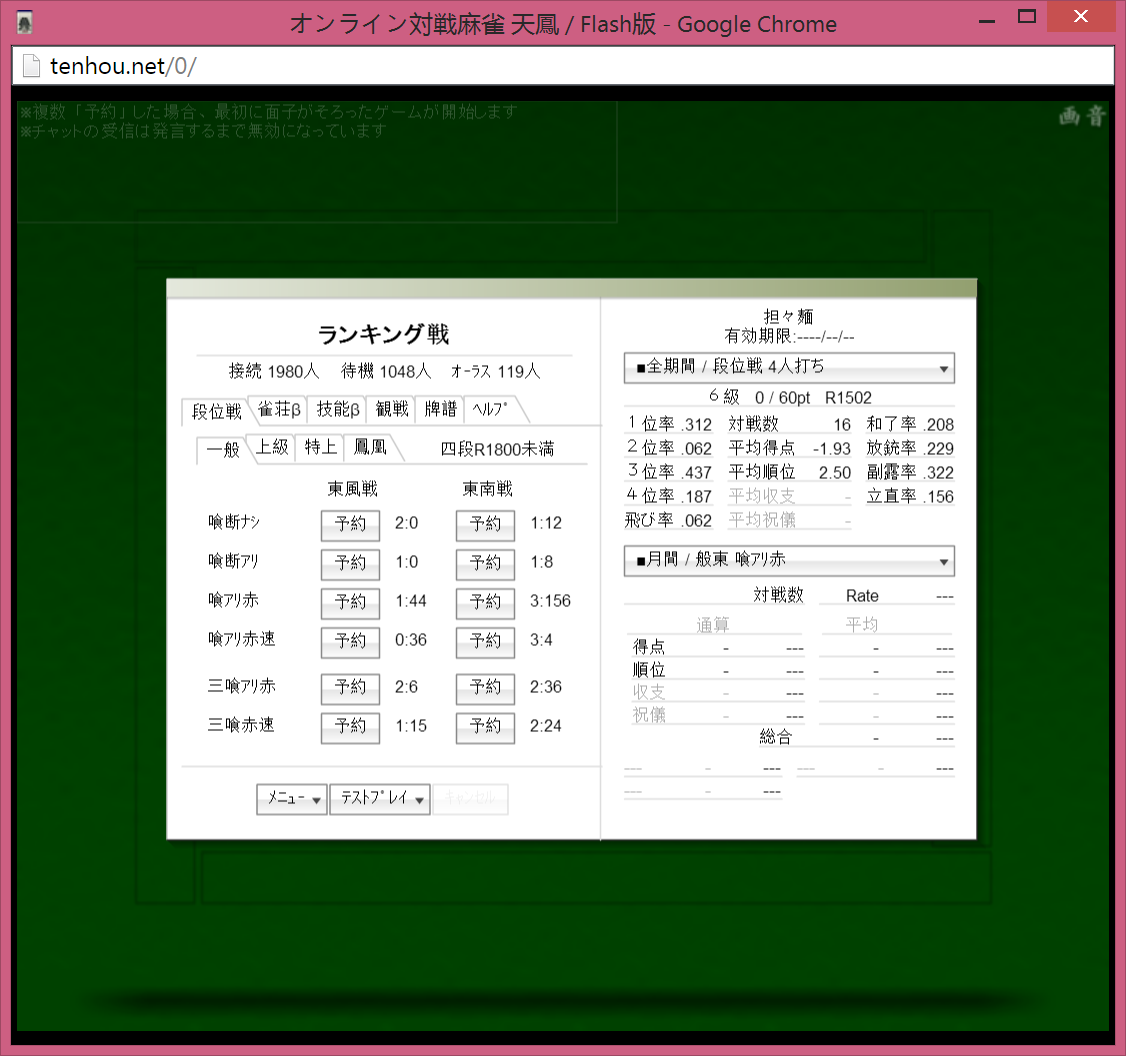 オンライン対戦麻雀 天鳳 / Flash版 - Google Chrome
tenhou.net/0/
※複数「予約」した場合、最初に面子がそろったゲームが開始します
※チャットの受信は発言するまで無効になっています
画 音
ランキング戦
接続 1980人 待機 1048人 ｵｰﾗｽ 119人
段位戦 雀荘β 技能β 観戦 牌譜 ﾍﾙﾌﾟ
一般 上級 特上 鳳凰 四段R1800未満
東風戦 東南戦
喰断ﾅｼ 予約 2:0 予約 1:12
喰断ｱﾘ 予約 1:0 予約 1:8
喰ｱﾘ赤 予約 1:44 予約 3:156
喰ｱﾘ赤速 予約 0:36 予約 3:4
三喰ｱﾘ赤 予約 2:6 予約 2:36
三喰赤速 予約 1:15 予約 2:24
ﾒﾆｭｰ ﾃｽﾄﾌﾟﾚｲ ｷｬﾝｾﾙ
担々麺
有効期限:----/--/--
■全期間 / 段位戦 4人打ち
６級 0 / 60pt R1502
１位率 .312 対戦数 16 和了率 .208
２位率 .062 平均得点 -1.93 放銃率 .229
３位率 .437 平均順位 2.50 副露率 .322
４位率 .187 平均収支 - 立直率 .156
飛び率 .062 平均祝儀 -
■月間 / 般東 喰ｱﾘ赤
対戦数 Rate ---
通算 平均
得点 - --- - ---
順位 - --- - ---
収支 - --- - ---
祝儀 - --- - ---
総合 - ---
--- - --- --- - ---
--- - ---